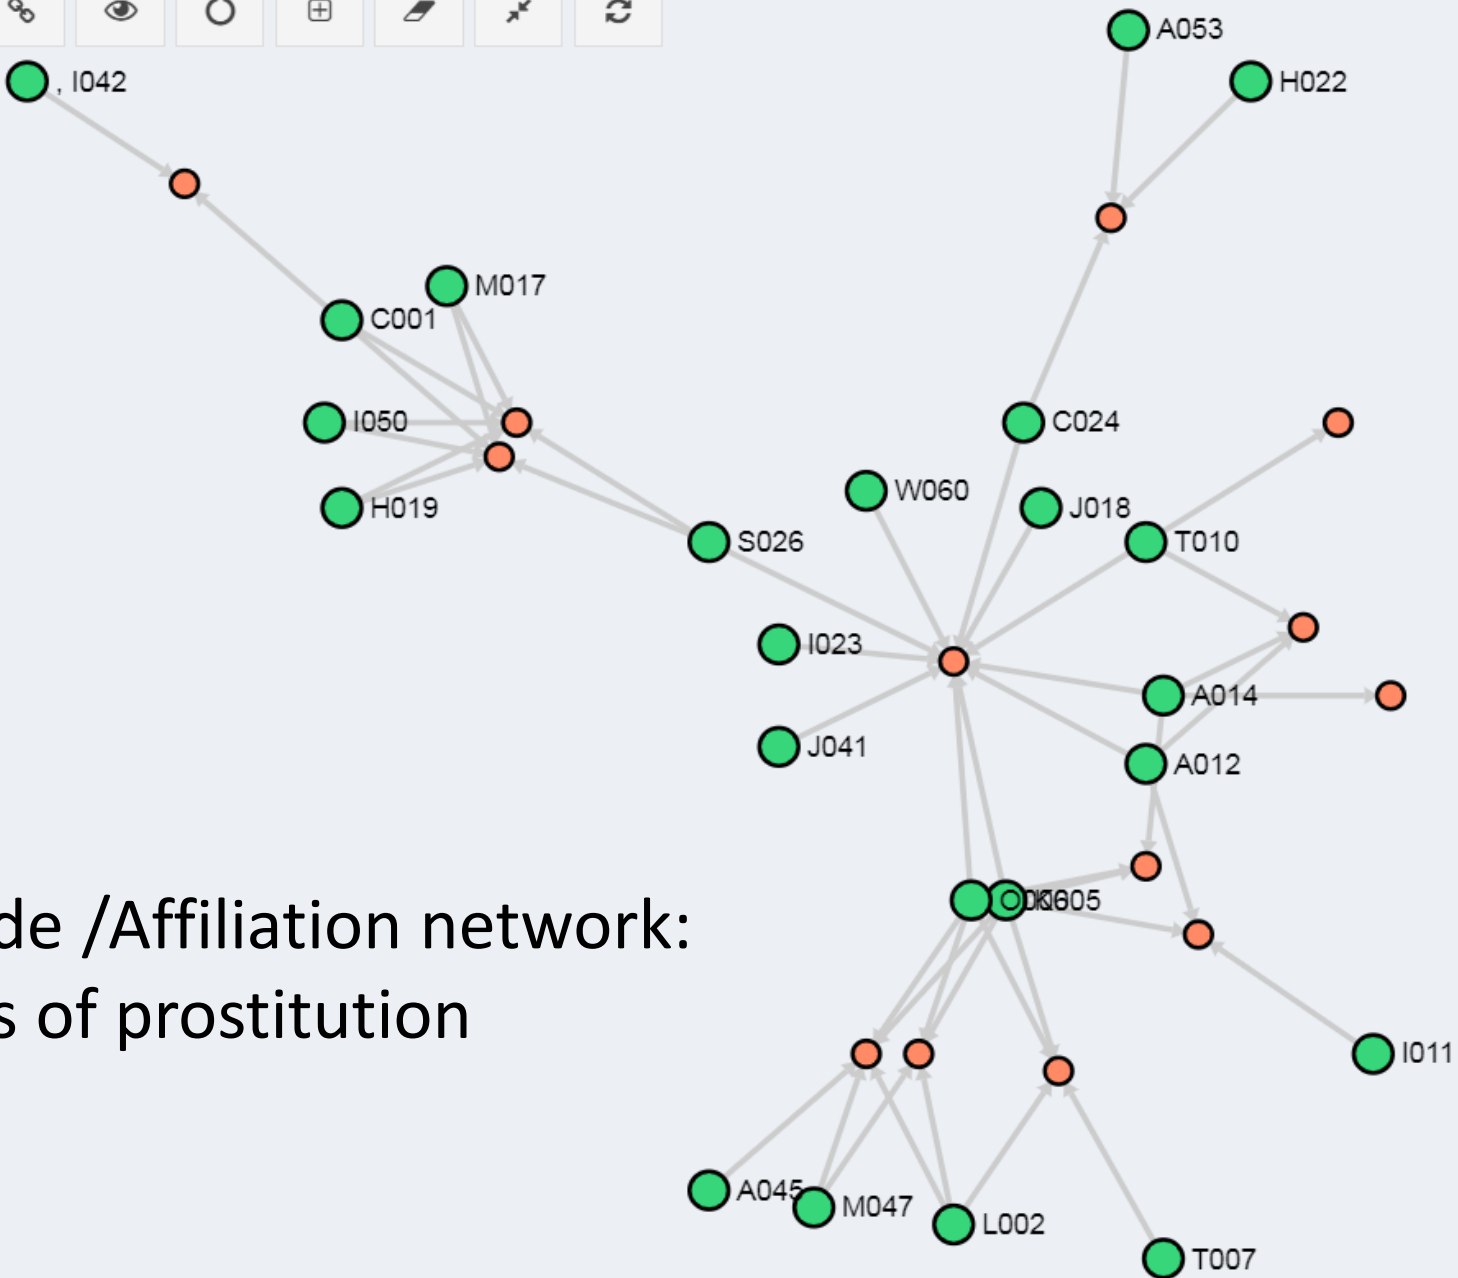 A053
, I042
H022
M017
C001
I050
C024
W060
H019
J018
S026
T010
I023
A014
J041
A012
de /Affiliation network:
s of prostitution
I011
A045
M047
L002
T007